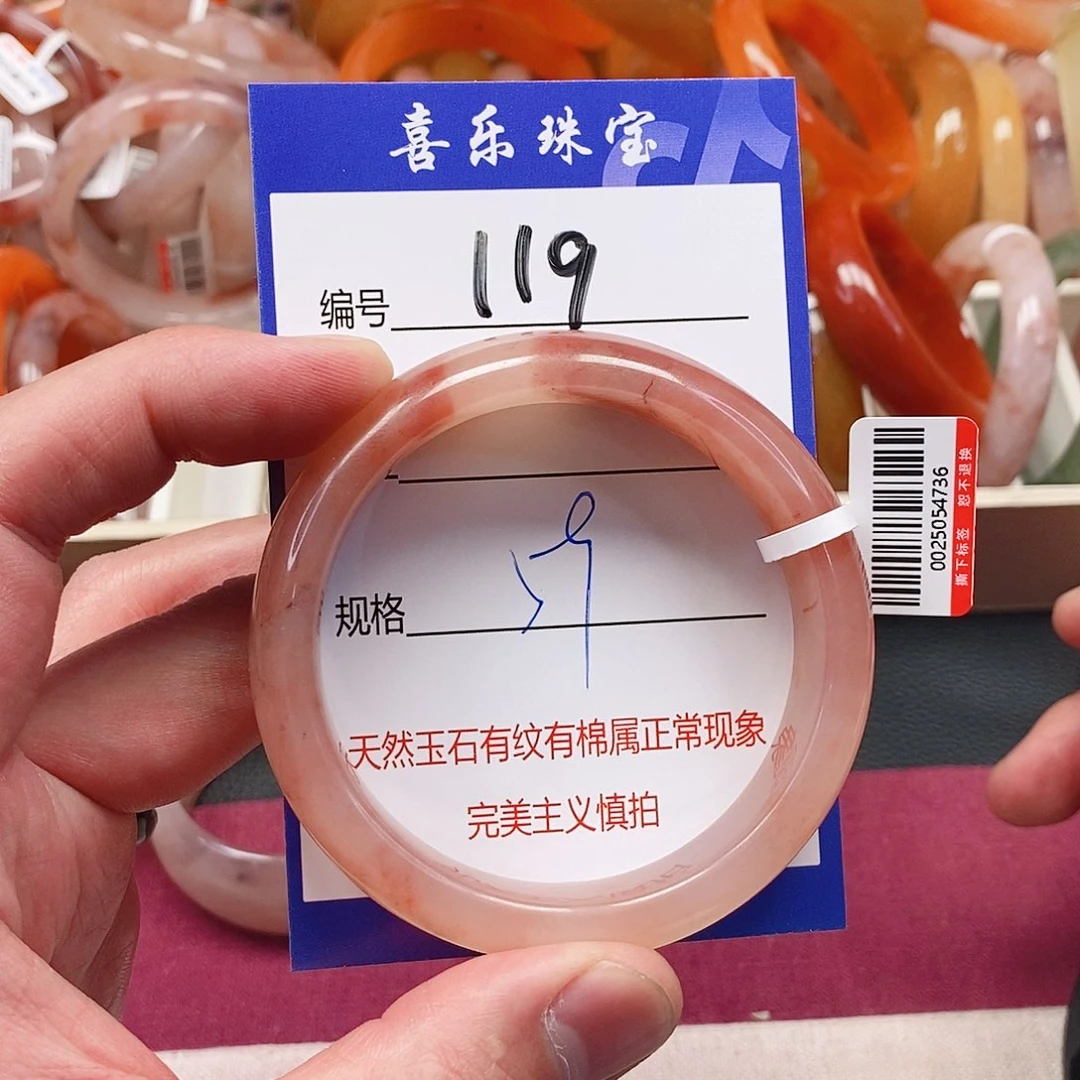 喜乐珠宝
编号 119
规格
天然玉石有纹有棉属正常现象
完美主义慎拍
0025054736
撕下标签 恕不退换